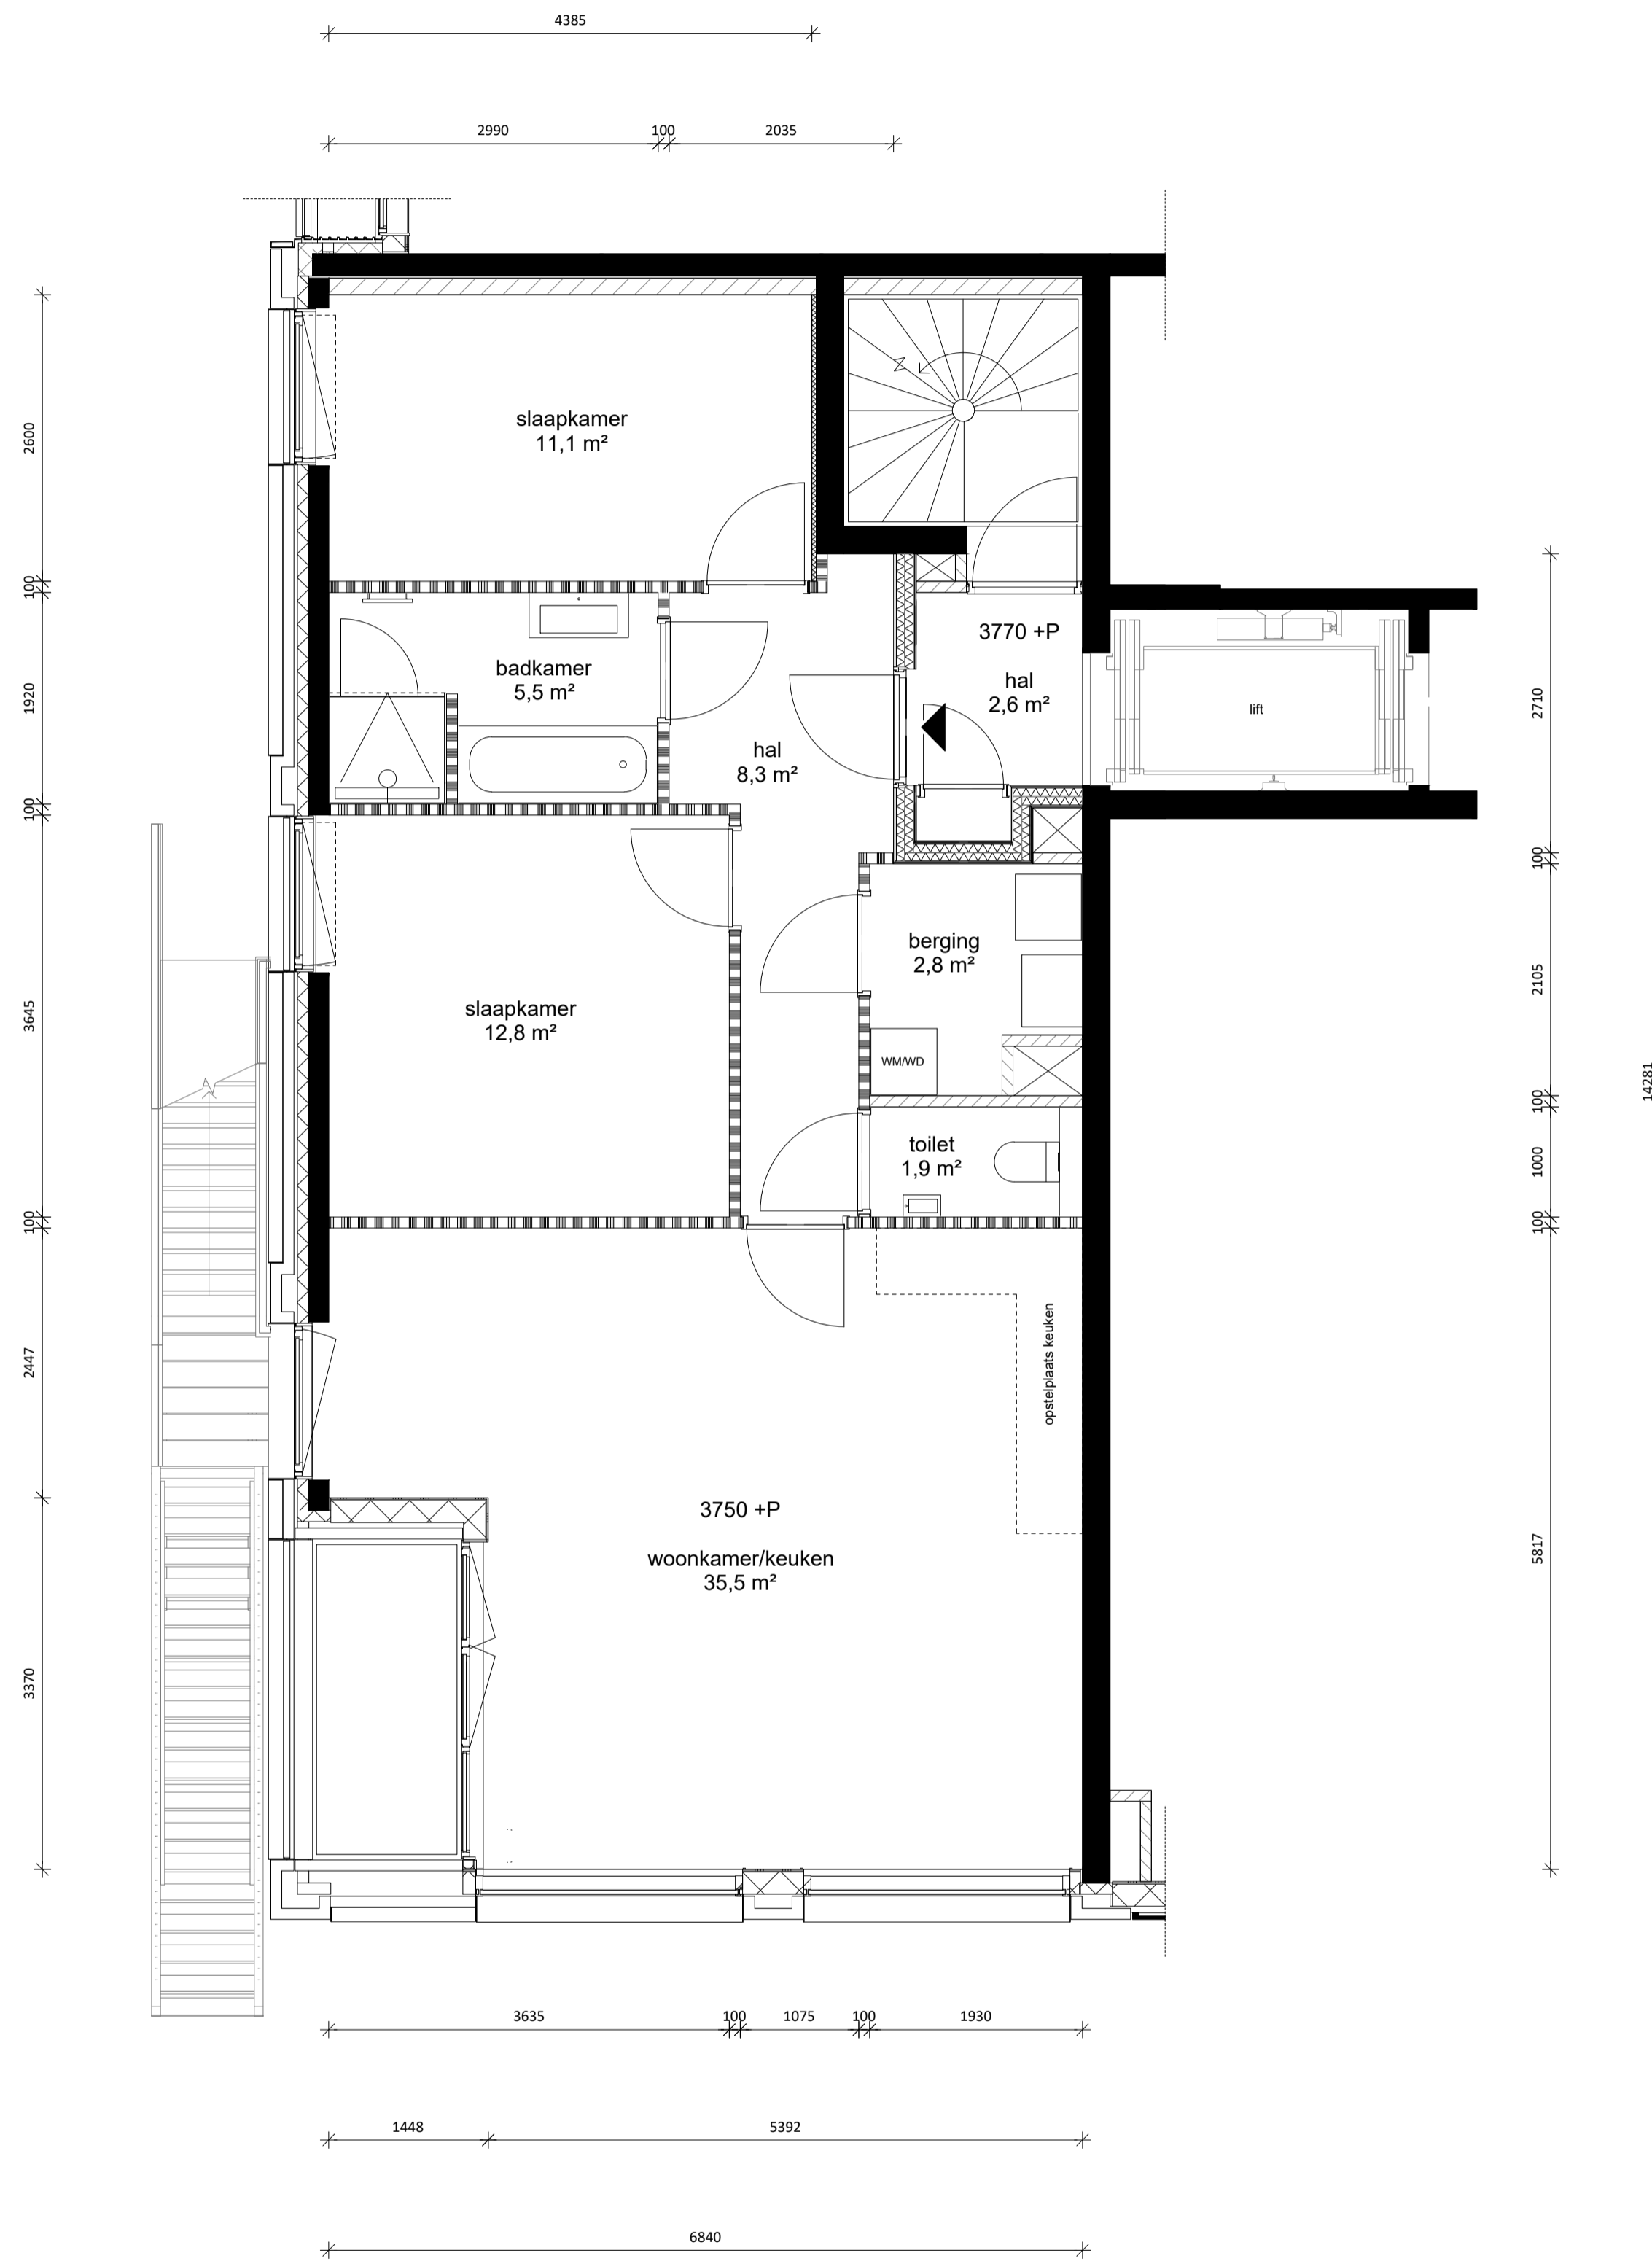 4385
2990
100
2035
slaapkamer
11,1 m²
2600
100
3770 +P
badkamer
5,5 m²
hal
2,6 m²
lift
1920
2710
hal
8,3 m²
100
100
berging
2,8 m²
2105
slaapkamer
12,8 m²
3645
WM/WD
14281
100
toilet
1,9 m²
1000
100
100
opstelplaats keuken
2447
3750 +P
woonkamer/keuken
35,5 m²
5817
3370
3635
100
1075
100
1930
1448
5392
6840